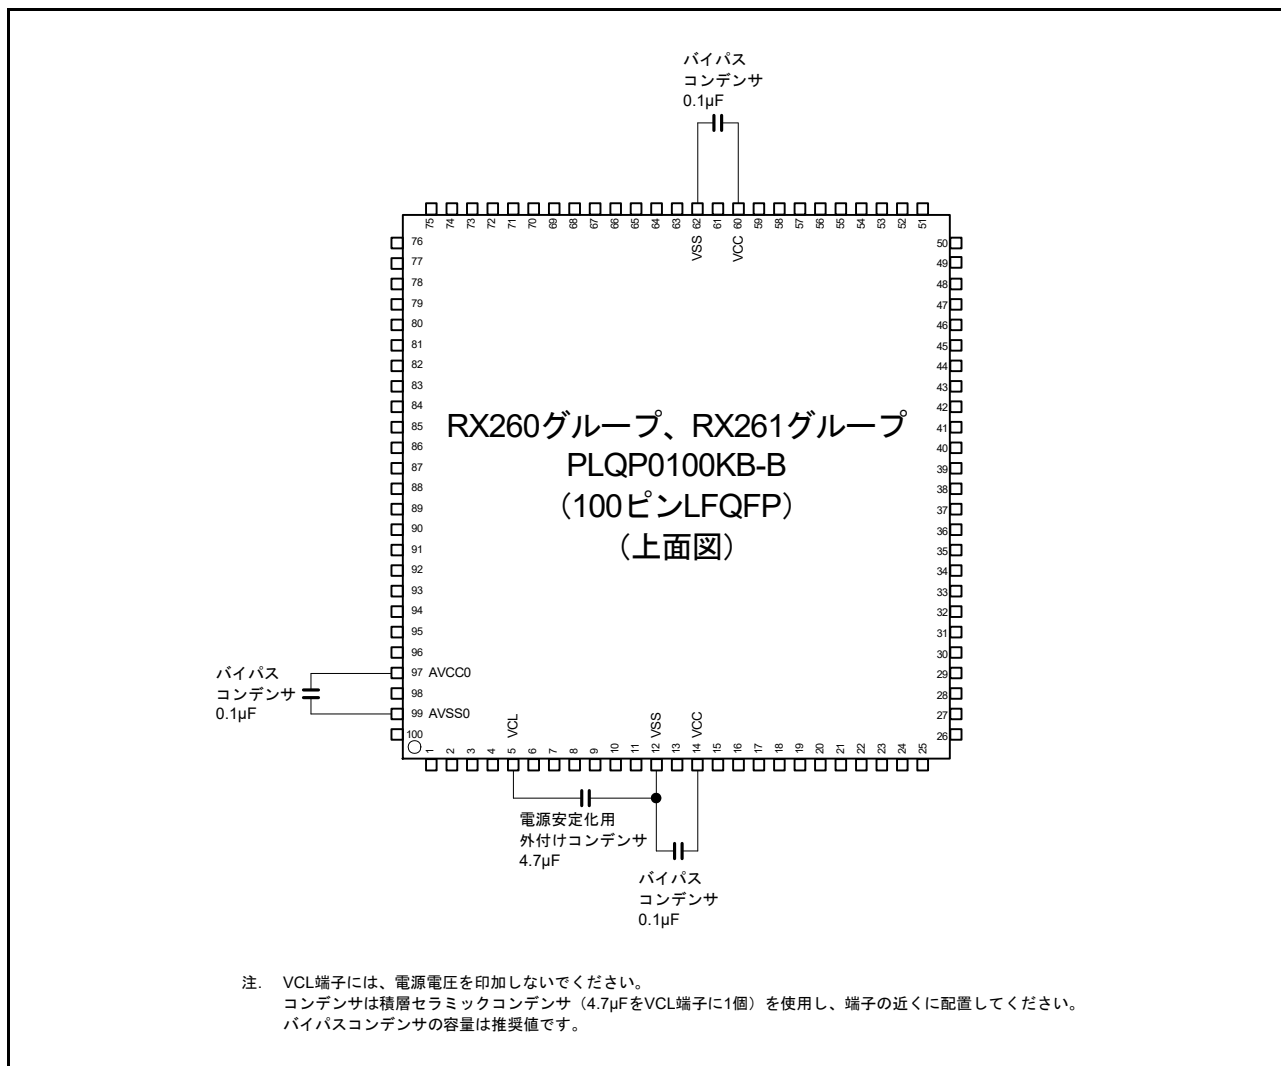 バイパス
コンデンサ
0.1µF
75 74 73 72 71 70 69 68 67 66 65 64 63 62 61 60 59 58 57 56 55 54 53 52 51
VSS VCC
76
77
78
79
80
81
82
83
84
85
86
87
88
89
90
91
92
93
94
95
96
97 AVCC0
98
99 AVSS0
100
50
49
48
47
46
45
44
43
42
41
40
39
38
37
36
35
34
33
32
31
30
29
28
27
26
RX260グループ、RX261グループ
PLQP0100KB-B
（100ピンLFQFP）
（上面図）
バイパス
コンデンサ
0.1µF
VCL VSS VCC
1 2 3 4 5 6 7 8 9 10 11 12 13 14 15 16 17 18 19 20 21 22 23 24 25
電源安定化用
外付けコンデンサ
4.7µF
バイパス
コンデンサ
0.1µF
注. VCL端子には、電源電圧を印加しないでください。
コンデンサは積層セラミックコンデンサ（4.7µFをVCL端子に1個）を使用し、端子の近くに配置してください。
バイパスコンデンサの容量は推奨値です。